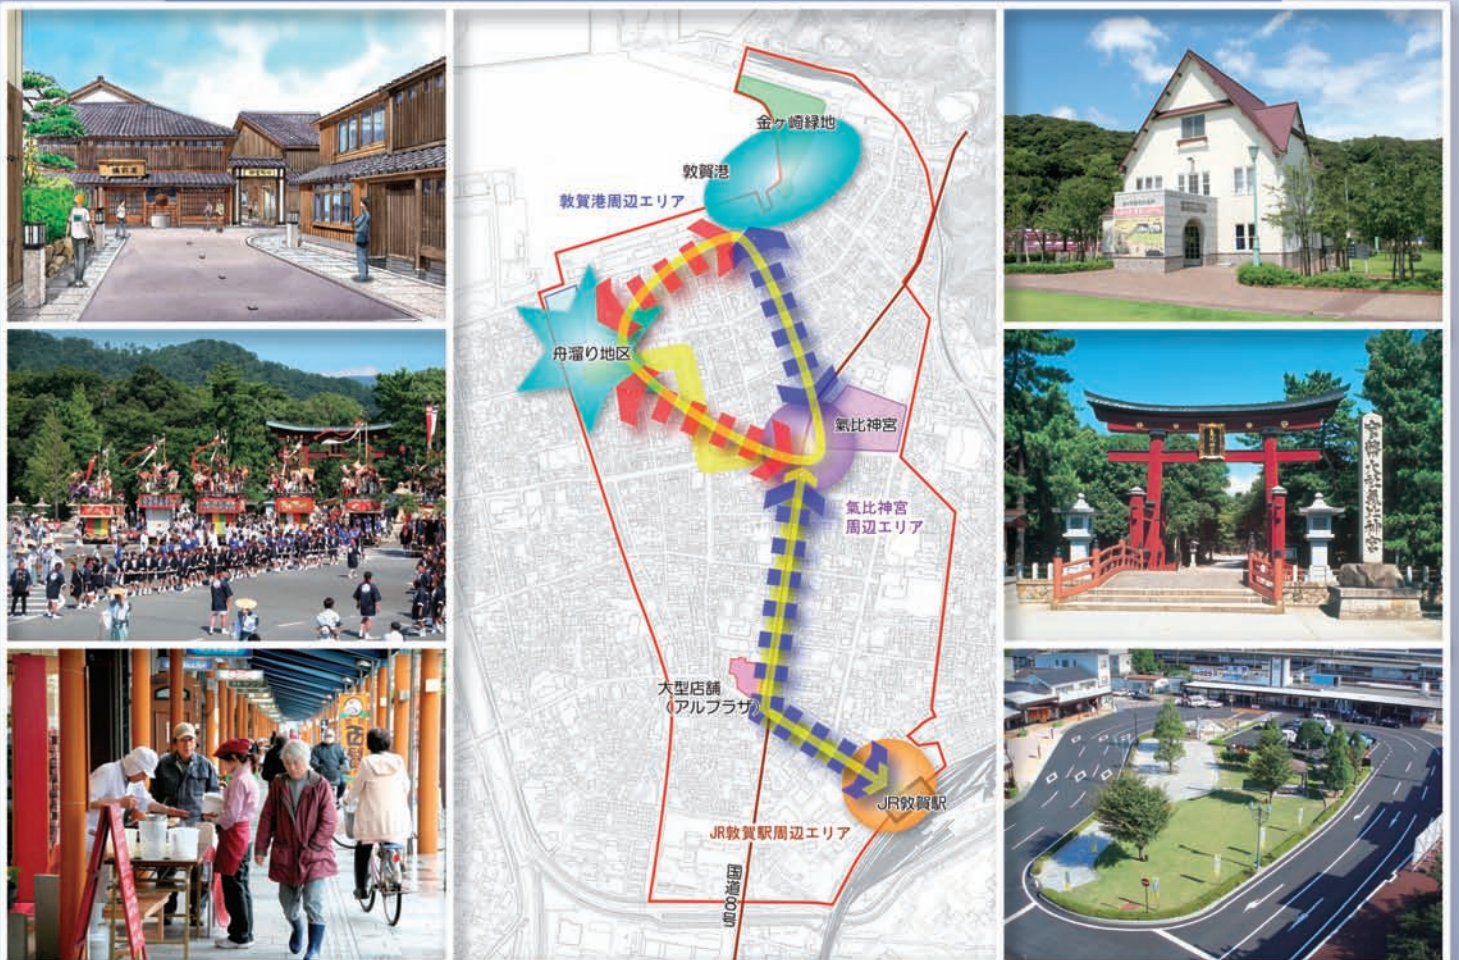 金ヶ崎緑地
敦賀港
敦賀港周辺エリア
舟溜り地区
氣比神宮
氣比神宮
周辺エリア
大型店舗
（アルプラザ）
JR敦賀駅
JR敦賀駅周辺エリア
国道8号